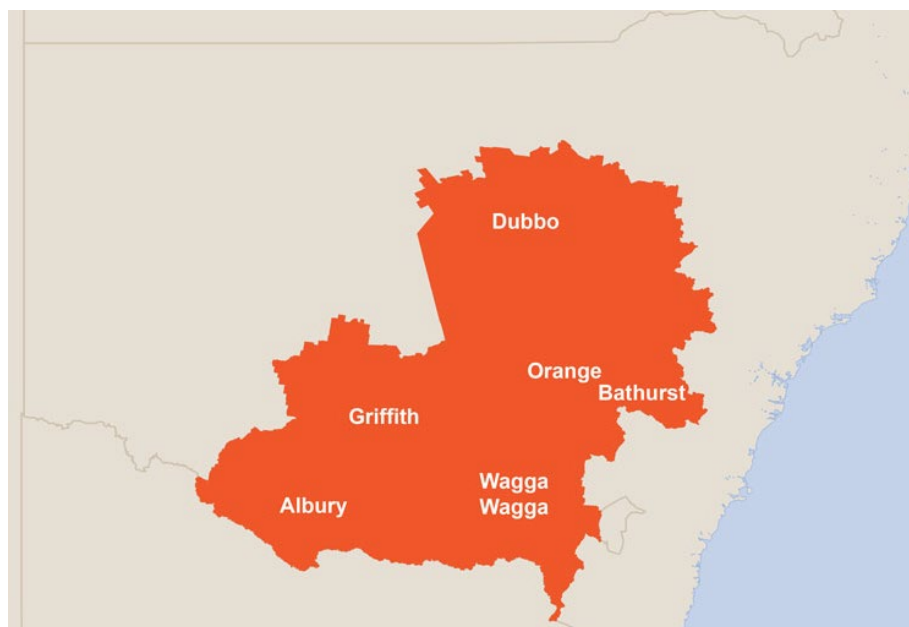 Dubbo
Orange
Bathurst
Griffith
Wagga
Wagga
Albury